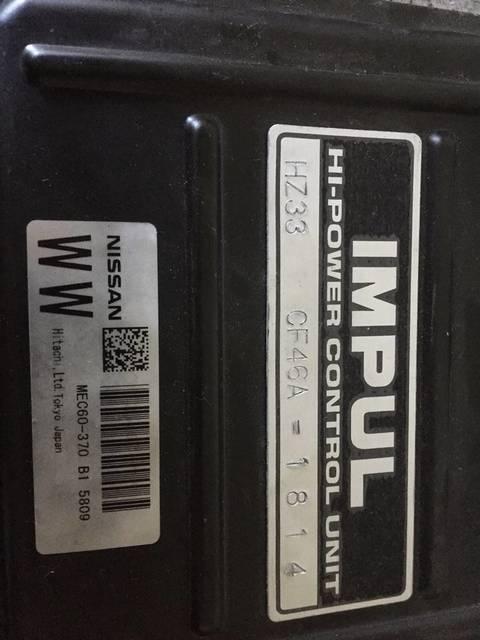 IMPUL
HI-POWER CONTROL UNIT
HZ33 CF46A - 1814
NISSAN
WW
MEC60-370 B1 5809
Hitachi,Ltd.Tokyo Japan